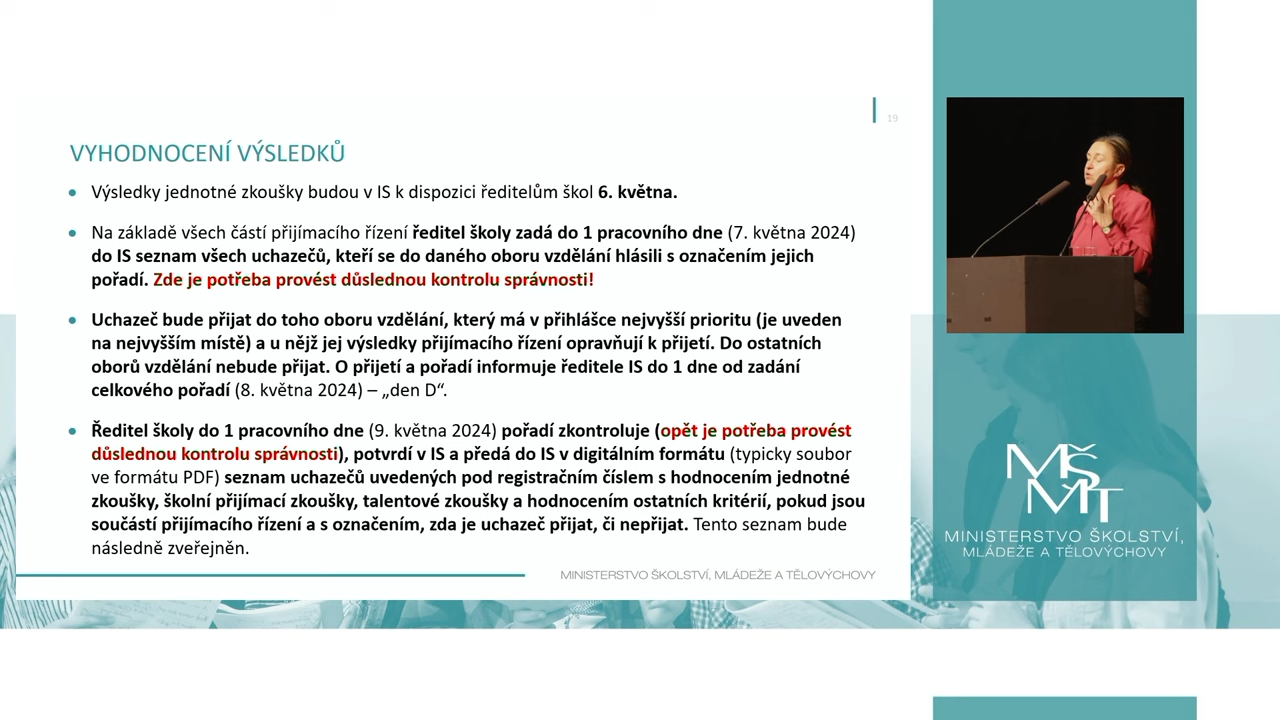 19
VYHODNOCENÍ VÝSLEDKŮ
• Výsledky jednotné zkoušky budou v IS k dispozici ředitelům škol 6. května.
• Na základě všech částí přijímacího řízení ředitel školy zadá do 1 pracovního dne (7. května 2024)
do IS seznam všech uchazečů, kteří se do daného oboru vzdělání hlásili s označením jejich
pořadí. Zde je potřeba provést důslednou kontrolu správnosti!
• Uchazeč bude přijat do toho oboru vzdělání, který má v přihlášce nejvyšší prioritu (je uveden
na nejvyšším místě) a u nějž jej výsledky přijímacího řízení opravňují k přijetí. Do ostatních
oborů vzdělání nebude přijat. O přijetí a pořadí informuje ředitele IS do 1 dne od zadání
celkového pořadí (8. května 2024) – „den D“.
• Ředitel školy do 1 pracovního dne (9. května 2024) pořadí zkontroluje (opět je potřeba provést
důslednou kontrolu správnosti), potvrdí v IS a předá do IS v digitálním formátu (typicky soubor
ve formátu PDF) seznam uchazečů uvedených pod registračním číslem s hodnocením jednotné
zkoušky, školní přijímací zkoušky, talentové zkoušky a hodnocením ostatních kritérií, pokud jsou
součástí přijímacího řízení a s označením, zda je uchazeč přijat, či nepřijat. Tento seznam bude
následně zveřejněn.
MINISTERSTVO ŠKOLSTVÍ, MLÁDEŽE A TĚLOVÝCHOVY
MŠ
MT
MINISTERSTVO ŠKOLSTVÍ,
MLÁDEŽE A TĚLOVÝCHOVY